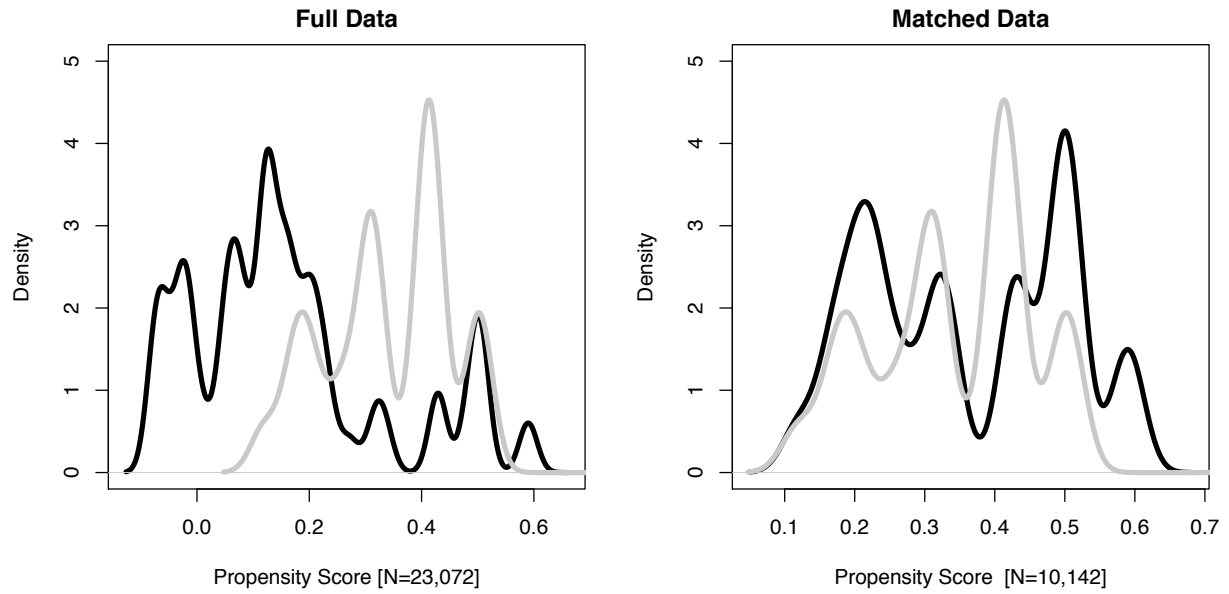 Full Data
Density
5
4
3
2
1
0
0.0 0.2 0.4 0.6
Propensity Score [N=23,072]
Matched Data
Density
5
4
3
2
1
0
0.1 0.2 0.3 0.4 0.5 0.6 0.7
Propensity Score [N=10,142]